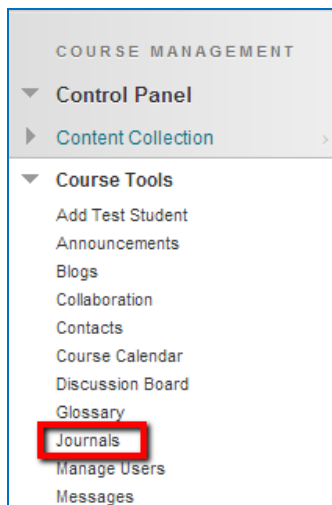 COURSE MANAGEMENT
Control Panel
Content Collection
Course Tools
Add Test Student
Announcements
Blogs
Collaboration
Contacts
Course Calendar
Discussion Board
Glossary
Journals
Manage Users
Messages